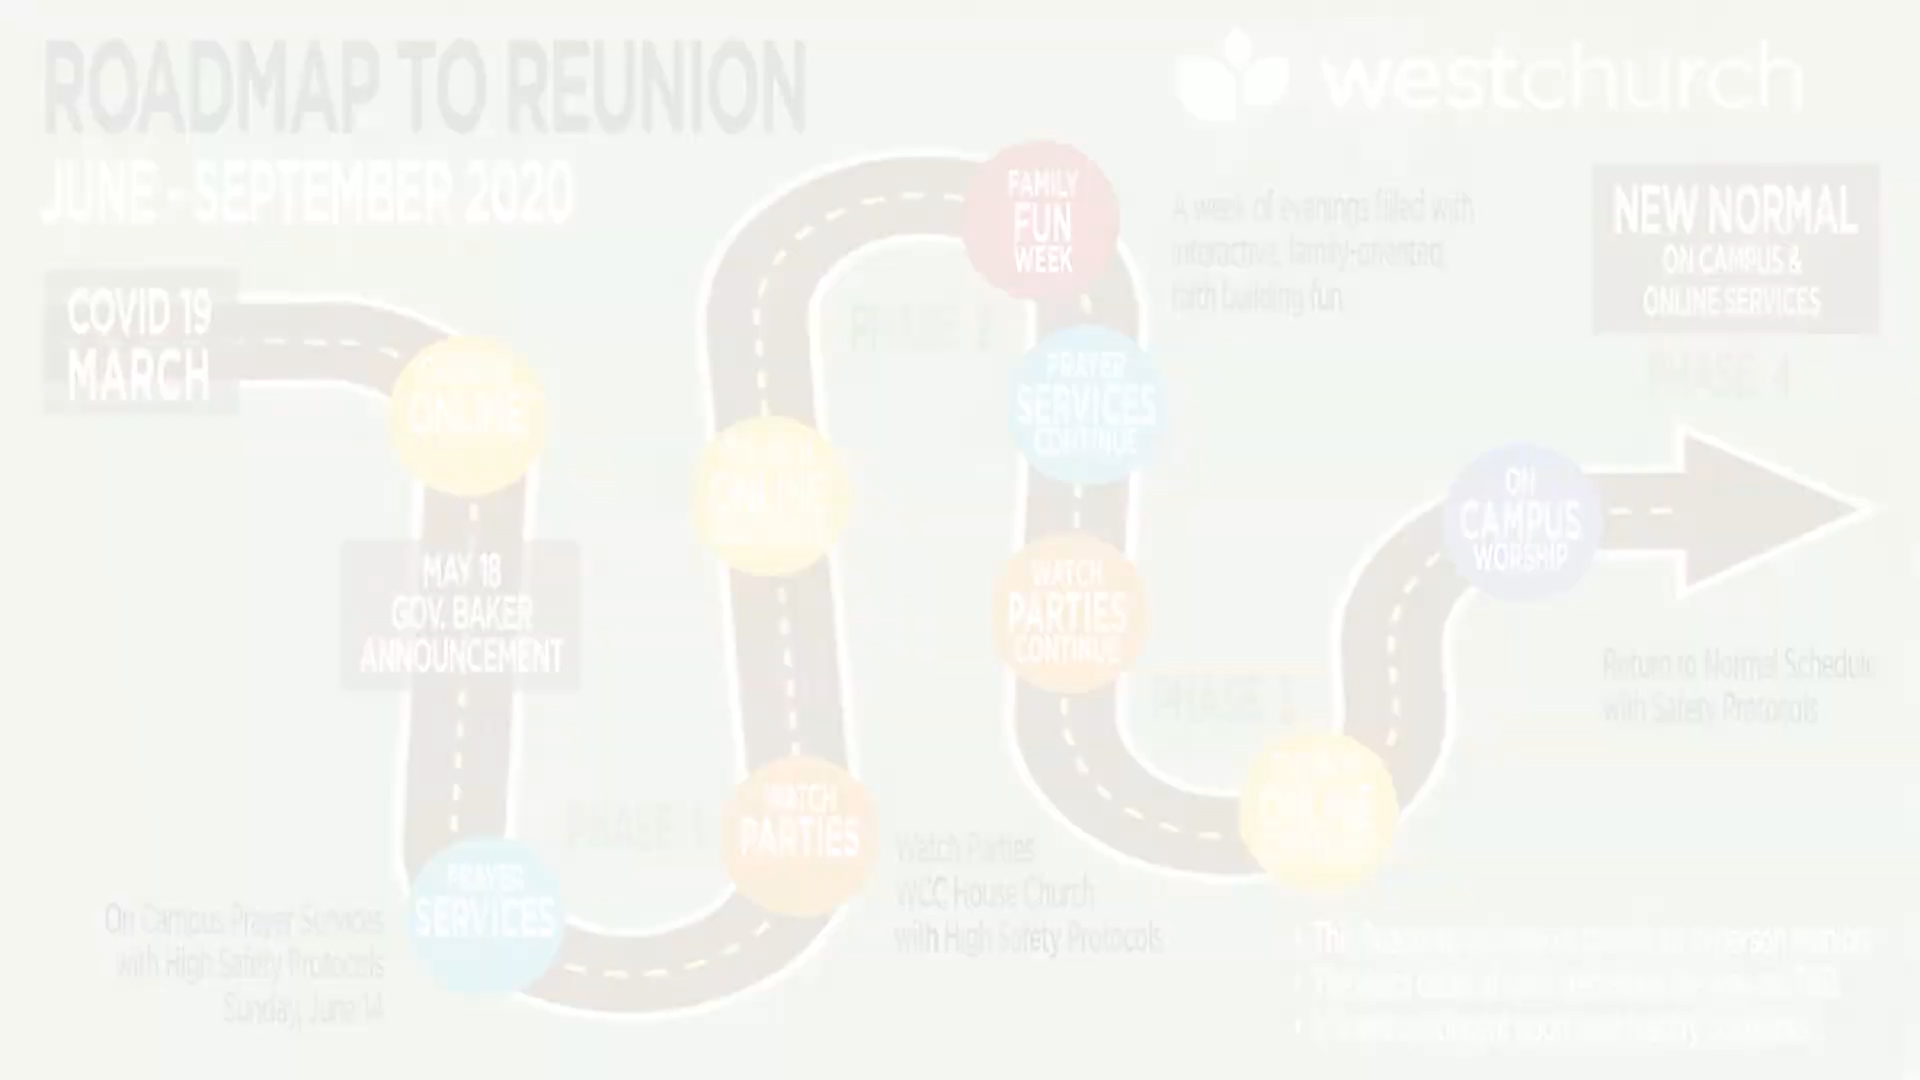 ROADMAP TO REUNION
JUNE - SEPTEMBER 2020
westchurch
COVID 19
MARCH
ONLINE
MAY 18
GOV. BAKER
ANNOUNCEMENT
PRAYER
SERVICES
On Campus Prayer Services
with High Safety Protocols
Sunday, June 14
PHASE 1
WATCH
PARTIES
Watch Parties
WCC House Church
with High Safety Protocols
ONLINE
PHASE 2
FAMILY
FUN
WEEK
A week of evenings filled with
interactive, family-oriented,
faith building fun
PRAYER
SERVICES
CONTINUE
WATCH
PARTIES
CONTINUE
PHASE
ONLINE
ON
CAMPUS
WORSHIP
Return to Normal Schedule
with Safety Protocols
PHASE 4
NEW NORMAL
ON CAMPUS &
ONLINE SERVICES